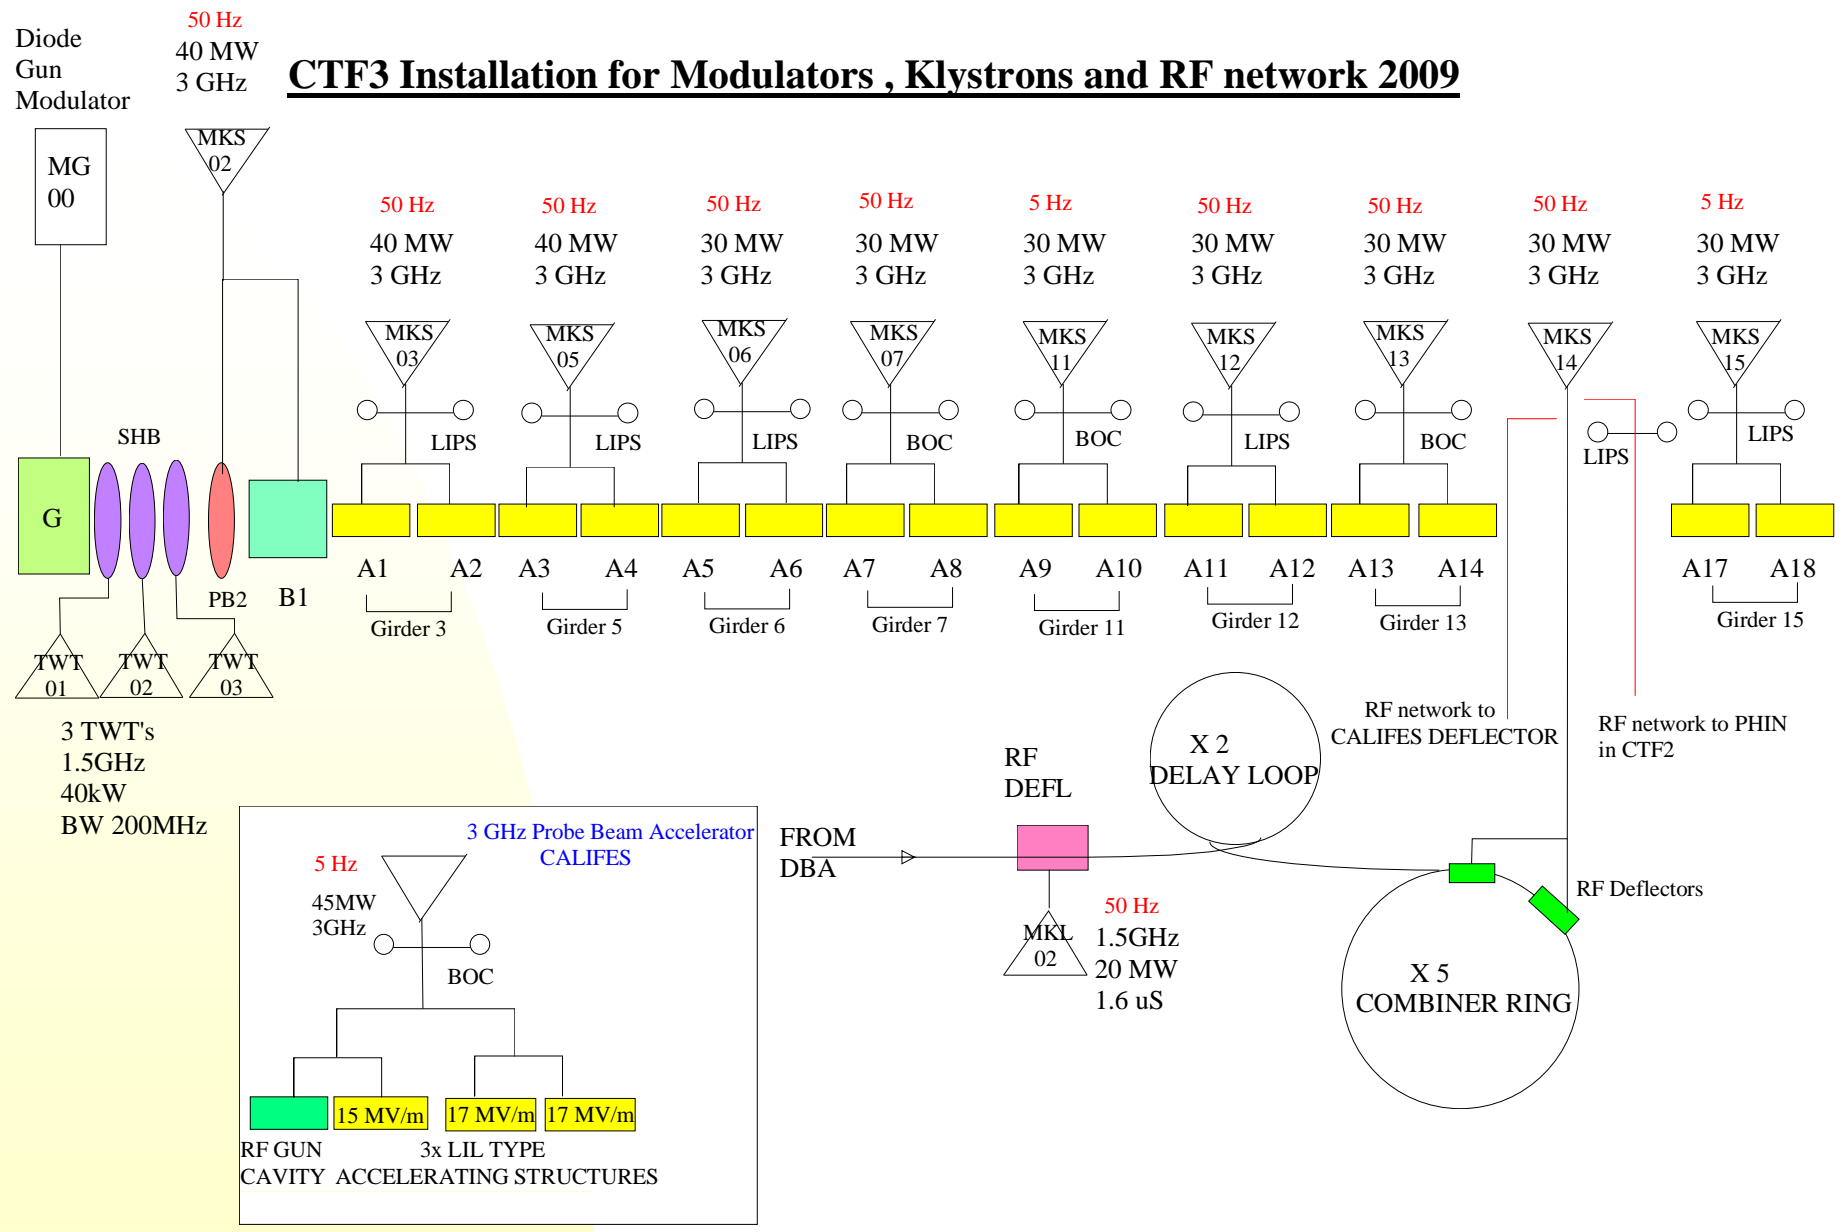 Diode
Gun
Modulator
50 Hz
40 MW
3 GHz
CTF3 Installation for Modulators , Klystrons and RF network 2009
MG
00
MKS
02
50 Hz
40 MW
3 GHz
MKS
03
LIPS
50 Hz
40 MW
3 GHz
MKS
05
LIPS
50 Hz
30 MW
3 GHz
MKS
06
LIPS
50 Hz
30 MW
3 GHz
MKS
07
BOC
5 Hz
30 MW
3 GHz
MKS
11
BOC
50 Hz
30 MW
3 GHz
MKS
12
LIPS
50 Hz
30 MW
3 GHz
MKS
13
BOC
50 Hz
30 MW
3 GHz
MKS
14
LIPS
5 Hz
30 MW
3 GHz
MKS
15
LIPS
SHB
G
PB2
B1
A1
A2
A3
A4
A5
A6
A7
A8
A9
A10
A11
A12
A13
A14
A17
A18
Girder 3
Girder 5
Girder 6
Girder 7
Girder 11
Girder 12
Girder 13
Girder 15
TWT
01
TWT
02
TWT
03
3 TWT's
1.5GHz
40kW
BW 200MHz
RF network to
CALIFES DEFLECTOR
RF network to PHIN
in CTF2
X 2
DELAY LOOP
RF
DEFL
FROM
DBA
MKL
02
50 Hz
1.5GHz
20 MW
1.6 uS
RF Deflectors
X 5
COMBINER RING
3 GHz Probe Beam Accelerator
CALIFES
5 Hz
45MW
3GHz
BOC
15 MV/m
17 MV/m
17 MV/m
RF GUN
CAVITY
3x LIL TYPE
ACCELERATING STRUCTURES